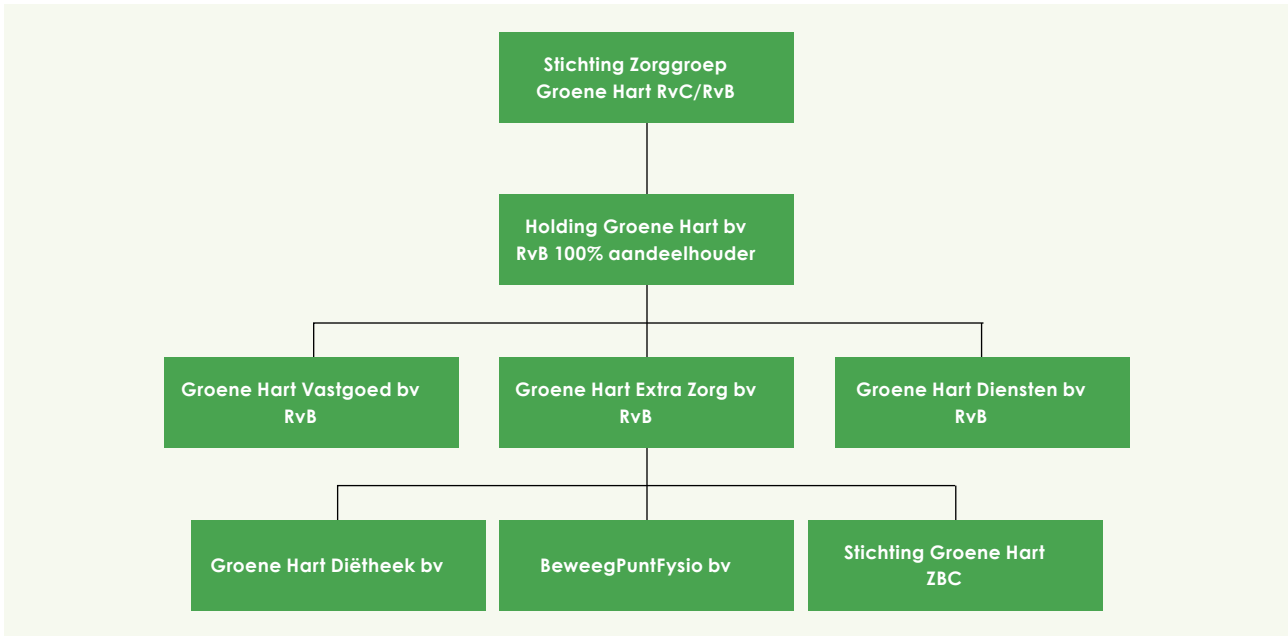 Stichting Zorggroep
Groene Hart RvC/RvB
Holding Groene Hart bv
RvB 100% aandeelhouder
Groene Hart Vastgoed bv
RvB
Groene Hart Extra Zorg bv
RvB
Groene Hart Diensten bv
RvB
Groene Hart Diëtheek bv
BeweegPuntFysio bv
Stichting Groene Hart
ZBC